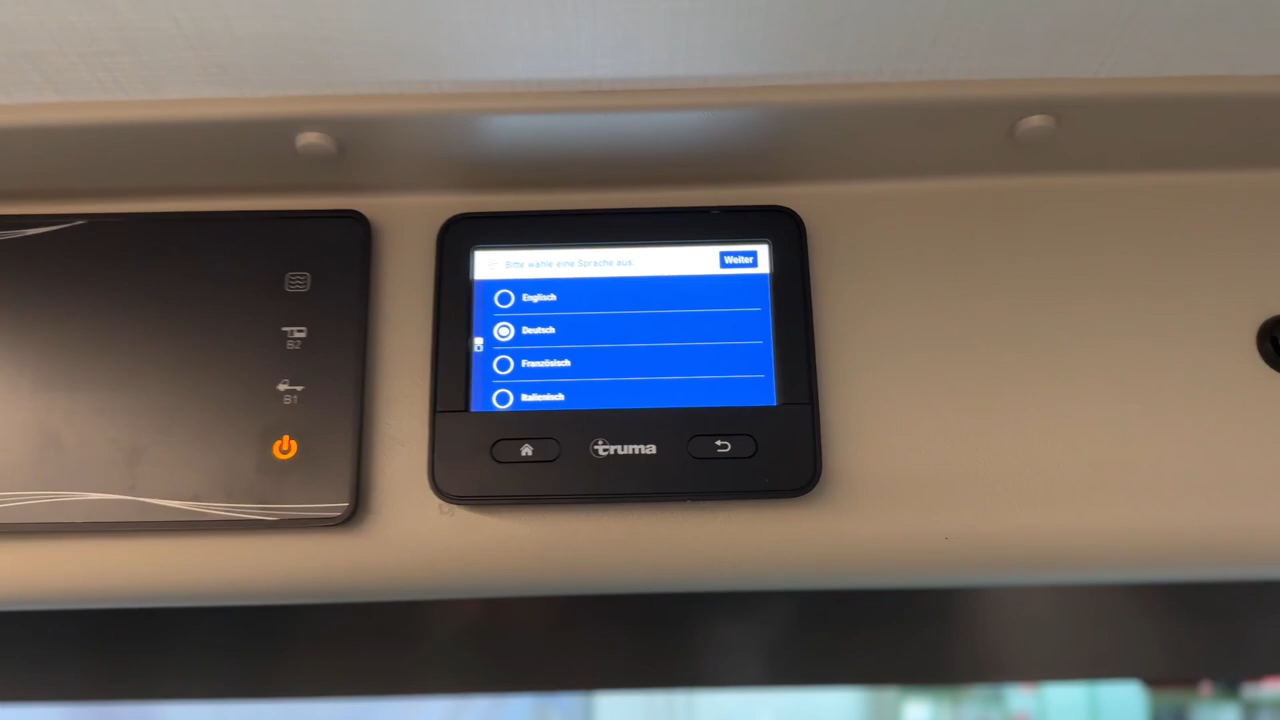 Bitte wähle eine Sprache aus:
Weiter
Englisch
Deutsch
Französisch
Italienisch
B2
B1
truma